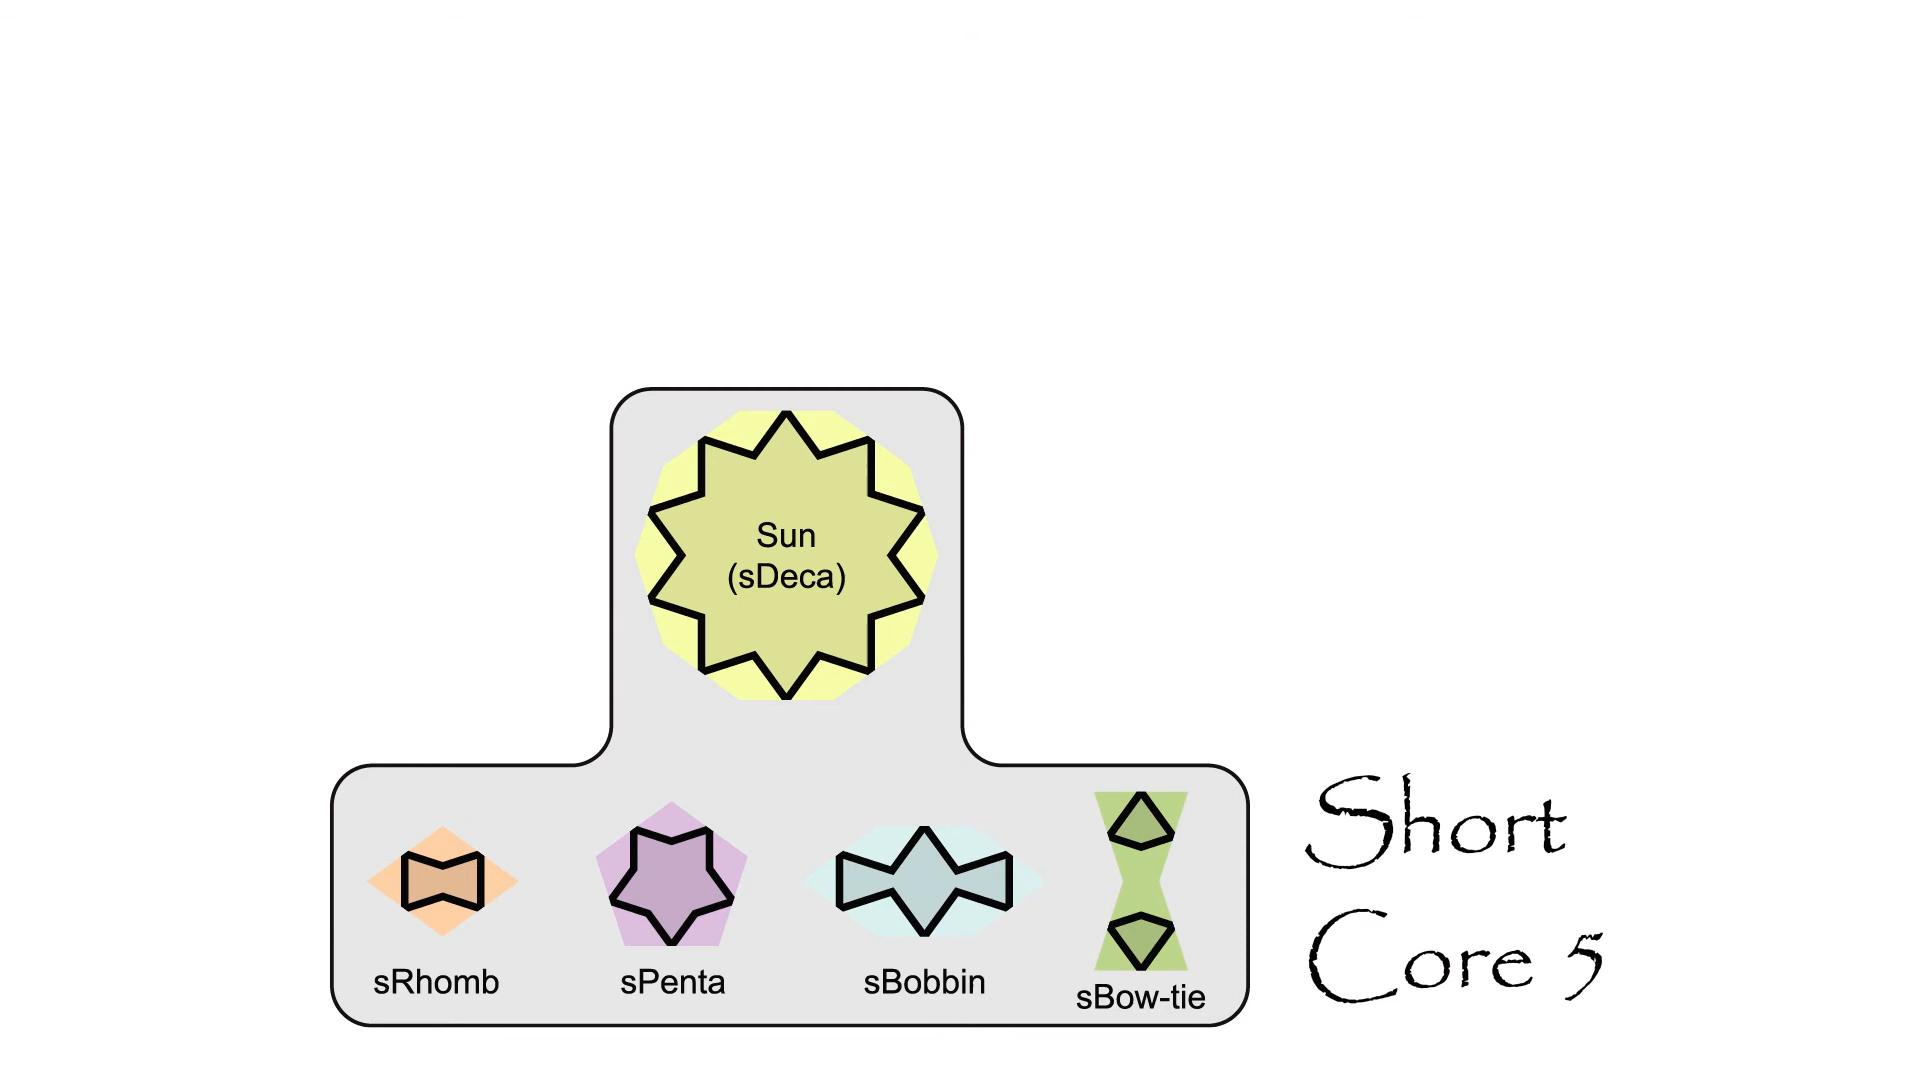 Sun
(sDeca)
sRhomb
sPenta
sBobbin
sBow-tie
Short
Core 5